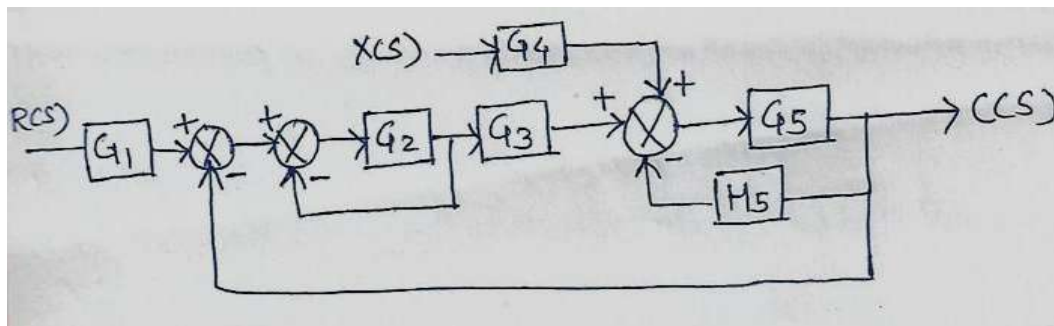 X(S)
G4
R(S)
G1
+
-
+
-
G2
G3
+
+
-
G5
C(S)
H5